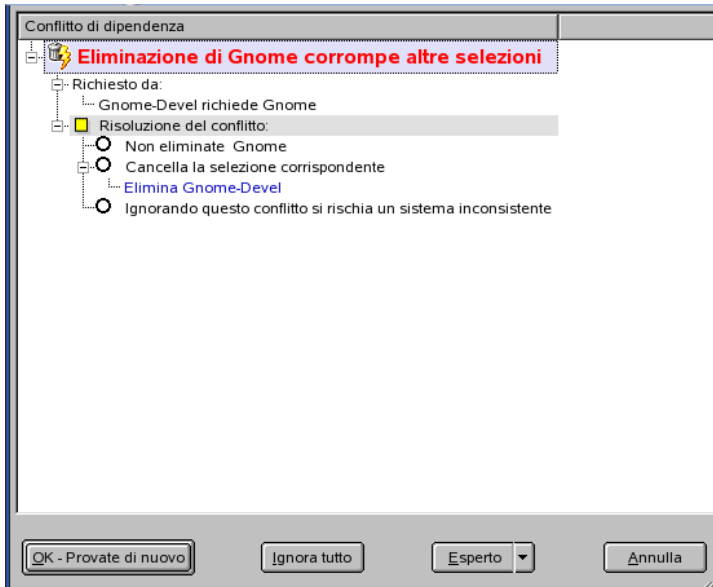 Conflitto di dipendenza
Eliminazione di Gnome corrompe altre selezioni
Richiesto da:
Gnome-Devel richiede Gnome
Risoluzione del conflitto:
Non eliminate Gnome
Cancella la selezione corrispondente
Elimina Gnome-Devel
Ignorando questo conflitto si rischia un sistema inconsistente
OK - Provate di nuovo
Ignora tutto
Esperto
Annulla